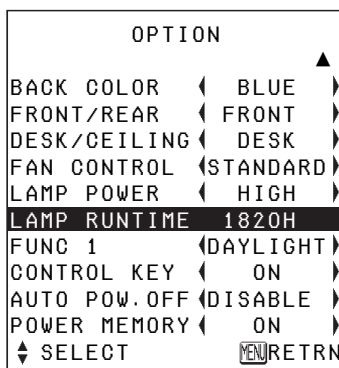 OPTION
BACK COLOR BLUE
FRONT/REAR FRONT
DESK/CEILING DESK
FAN CONTROL STANDARD
LAMP POWER HIGH
LAMP RUNTIME 1820H
FUNC 1 DAYLIGHT
CONTROL KEY ON
AUTO POW.OFF DISABLE
POWER MEMORY ON
SELECT MENU RETRN